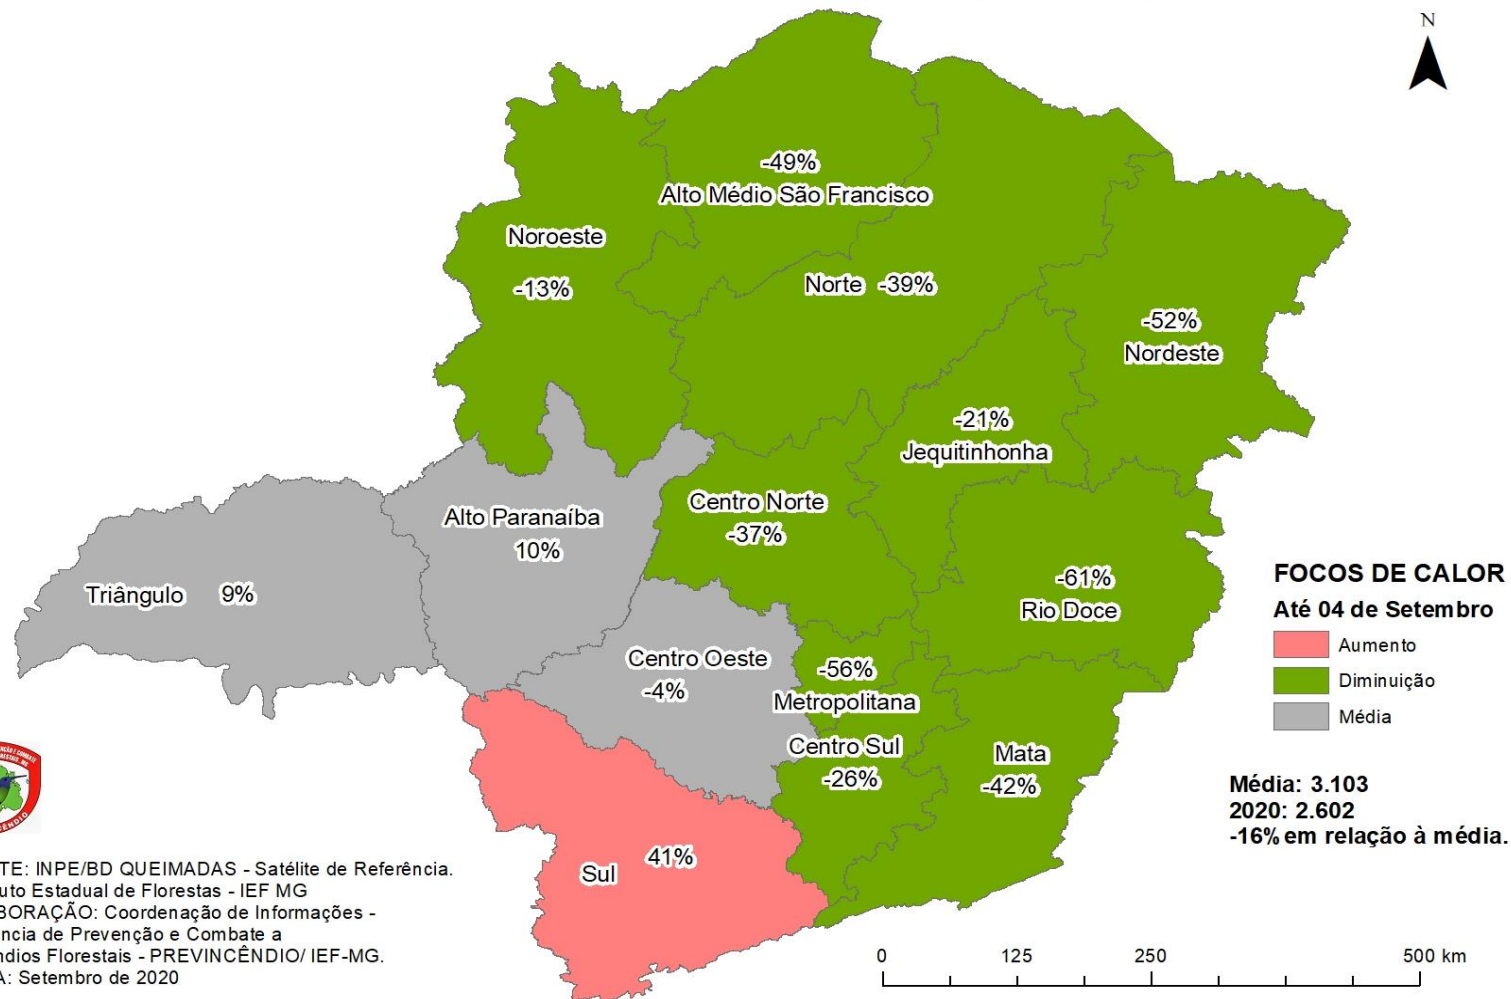 N
-49%
Alto Médio São Francisco
Noroeste
-13%
Norte -39%
-52%
Nordeste
-21%
Jequitinhonha
Centro Norte
-37%
Alto Paranaíba
10%
Triângulo 9%
-61%
Rio Doce
Centro Oeste
-4%
-56%
Metropolitana
Centro Sul
-26%
Mata
-42%
Sul 41%
FOCOS DE CALOR
Até 04 de Setembro
Aumento
Diminuição
Média
Média: 3.103
2020: 2.602
-16% em relação à média.
TE: INPE/BD QUEIMADAS - Satélite de Referência.
uto Estadual de Florestas - IEF MG
BORAÇÃO: Coordenação de Informações -
ncia de Prevenção e Combate a
ndios Florestais - PREVINCÊNDIO/ IEF-MG.
A: Setembro de 2020
0 125 250 500 km